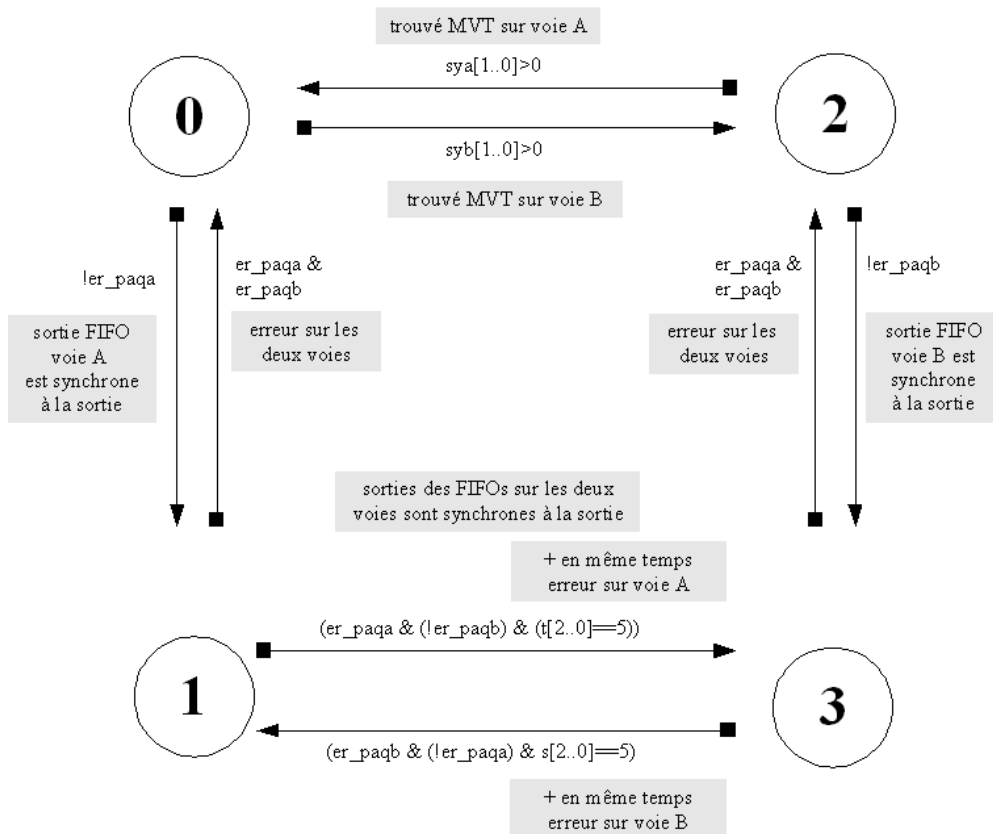 trouvé MVT sur voie A
sya[1..0]>0
0
2
syb[1..0]>0
trouvé MVT sur voie B
!er_paqa
er_paqa &
er_paqb
er_paqa &
er_paqb
!er_paqb
sortie FIFO
voie A
est synchrone
à la sortie
erreur sur les
deux voies
erreur sur les
deux voies
sortie FIFO
voie B est
synchrone
à la sortie
sorties des FIFOs sur les deux
voies sont synchrones à la sortie
+ en même temps
erreur sur voie A
(er_paqa & (!er_paqb) & (t[2..0]==5))
1
3
(er_paqb & (!er_paqa) & s[2..0]==5)
+ en même temps
erreur sur voie B